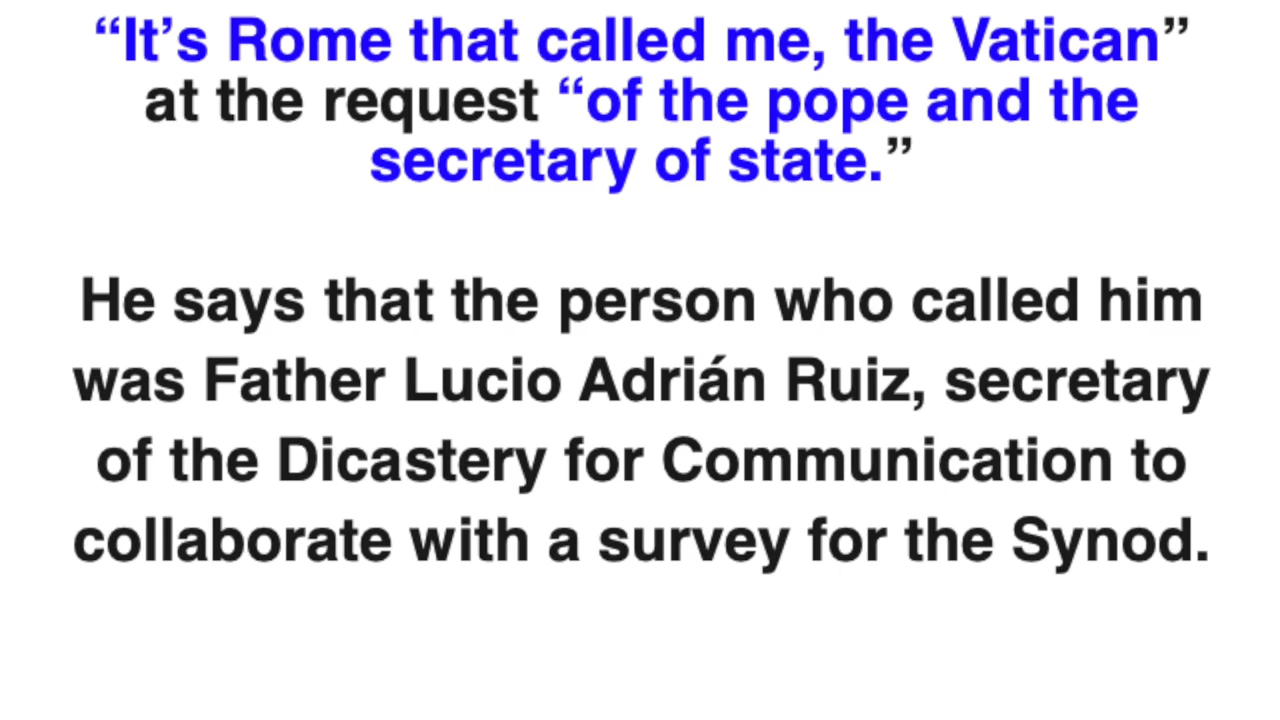 “It’s Rome that called me, the Vatican”
at the request “of the pope and the
secretary of state.”
He says that the person who called him
was Father Lucio Adrián Ruiz, secretary
of the Dicastery for Communication to
collaborate with a survey for the Synod.